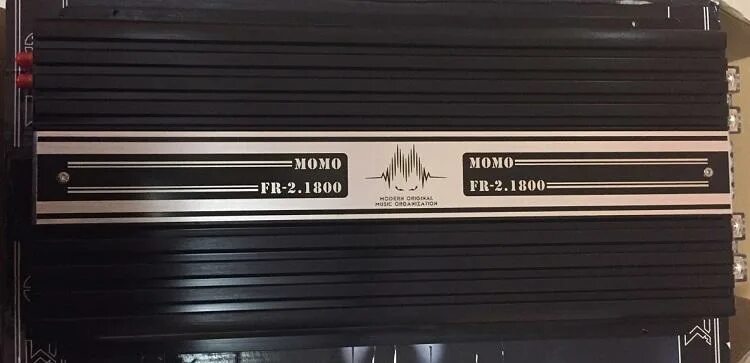 MOMO
FR-2.1800
MODERN ORIGINAL
MUSIC ORGANIZATION
MOMO
FR-2.1800